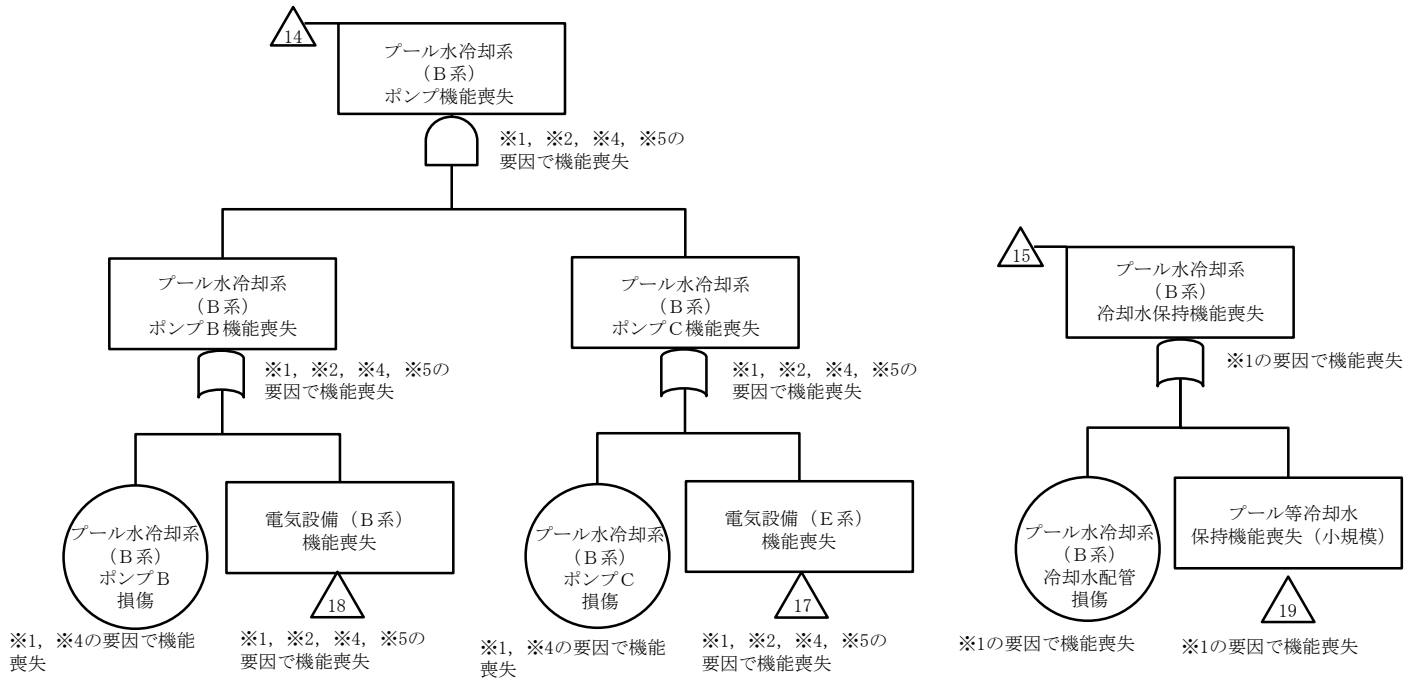 14
プール水冷却系
（Ｂ系）
ポンプ機能喪失
※1，※2，※4，※5の
要因で機能喪失
プール水冷却系
（Ｂ系）
ポンプＢ機能喪失
※1，※2，※4，※5の
要因で機能喪失
プール水冷却系
（Ｂ系）
ポンプＢ
損傷
※1，※4の要因で機能
喪失
電気設備（Ｂ系）
機能喪失
18
※1，※2，※4，※5の
要因で機能喪失
プール水冷却系
（Ｂ系）
ポンプＣ機能喪失
※1，※2，※4，※5の
要因で機能喪失
プール水冷却系
（Ｂ系）
ポンプＣ
損傷
※1，※4の要因で機能
喪失
電気設備（Ｅ系）
機能喪失
17
※1，※2，※4，※5の
要因で機能喪失
15
プール水冷却系
（Ｂ系）
冷却水保持機能喪失
※1の要因で機能喪失
プール水冷却系
（Ｂ系）
冷却水配管
損傷
※1の要因で機能喪失
プール等冷却水
保持機能喪失（小規模）
19
※1の要因で機能喪失